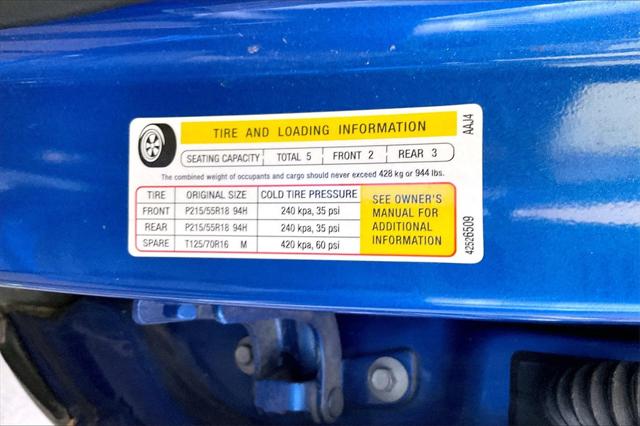 TIRE AND LOADING INFORMATION
SEATING CAPACITY TOTAL 5 FRONT 2 REAR 3
The combined weight of occupants and cargo should never exceed 428 kg or 944 lbs.
TIRE ORIGINAL SIZE COLD TIRE PRESSURE
FRONT P215/55R18 94H 240 kpa, 35 psi
REAR P215/55R18 94H 240 kpa, 35 psi
SPARE T125/70R16 M 420 kpa, 60 psi
SEE OWNER'S
MANUAL FOR
ADDITIONAL
INFORMATION
AAJ4
42526509